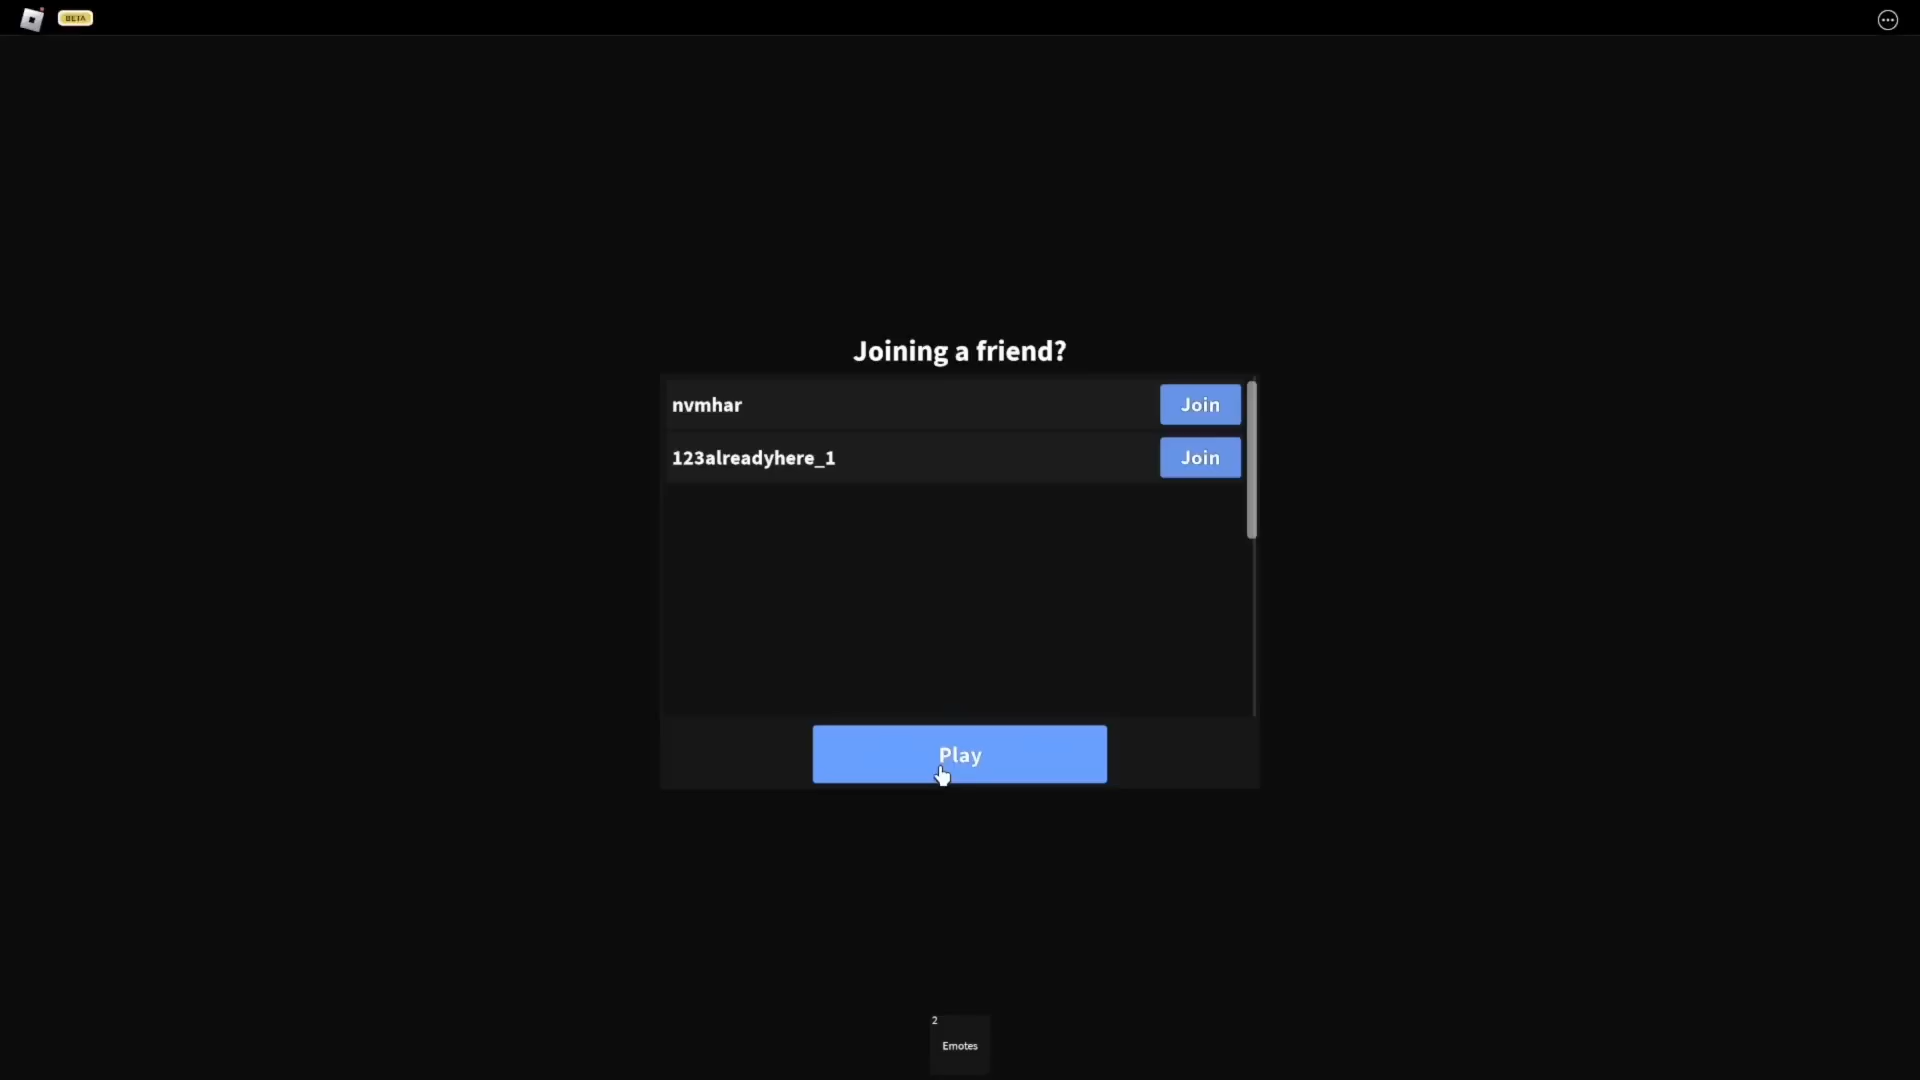 BETA
Joining a friend?
nvmhar Join
123alreadyhere_1 Join
Play
2
Emotes